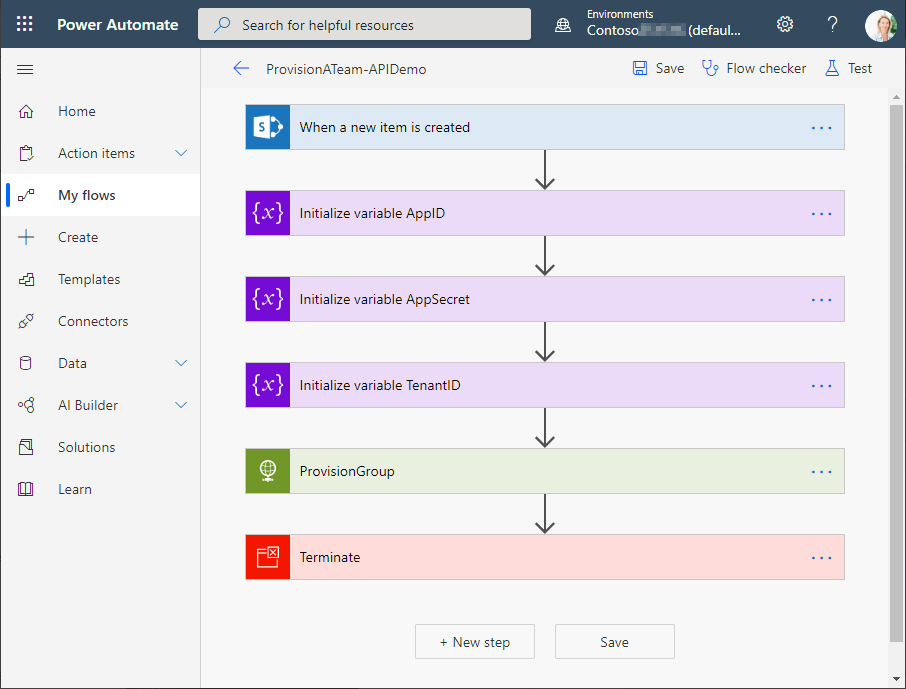 Power Automate
Search for helpful resources
Environments
Contoso (defaul...
?
ProvisionATeam-APIDemo
Save
Flow checker
Test
Home
Action items
My flows
Create
Templates
Connectors
Data
AI Builder
Solutions
Learn
S
When a new item is created
...
{x}
Initialize variable AppID
...
{x}
Initialize variable AppSecret
...
{x}
Initialize variable TenantID
...
ProvisionGroup
...
Terminate
...
+ New step
Save